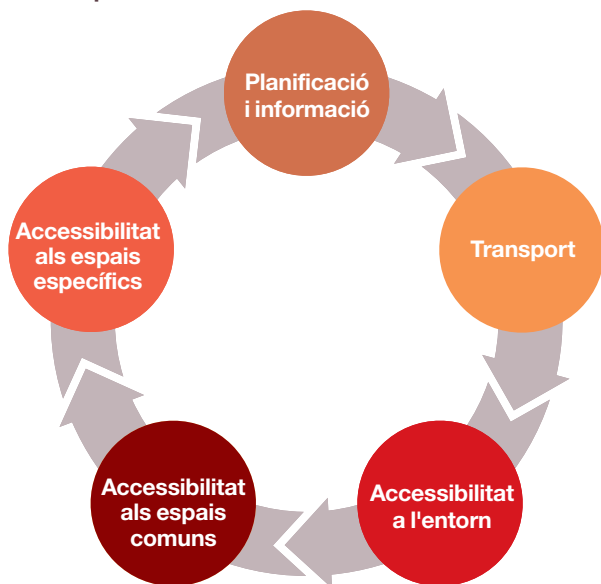 Planificació
i informació
Transport
Accessibilitat
a l'entorn
Accessibilitat
als espais
comuns
Accessibilitat
als espais
específics